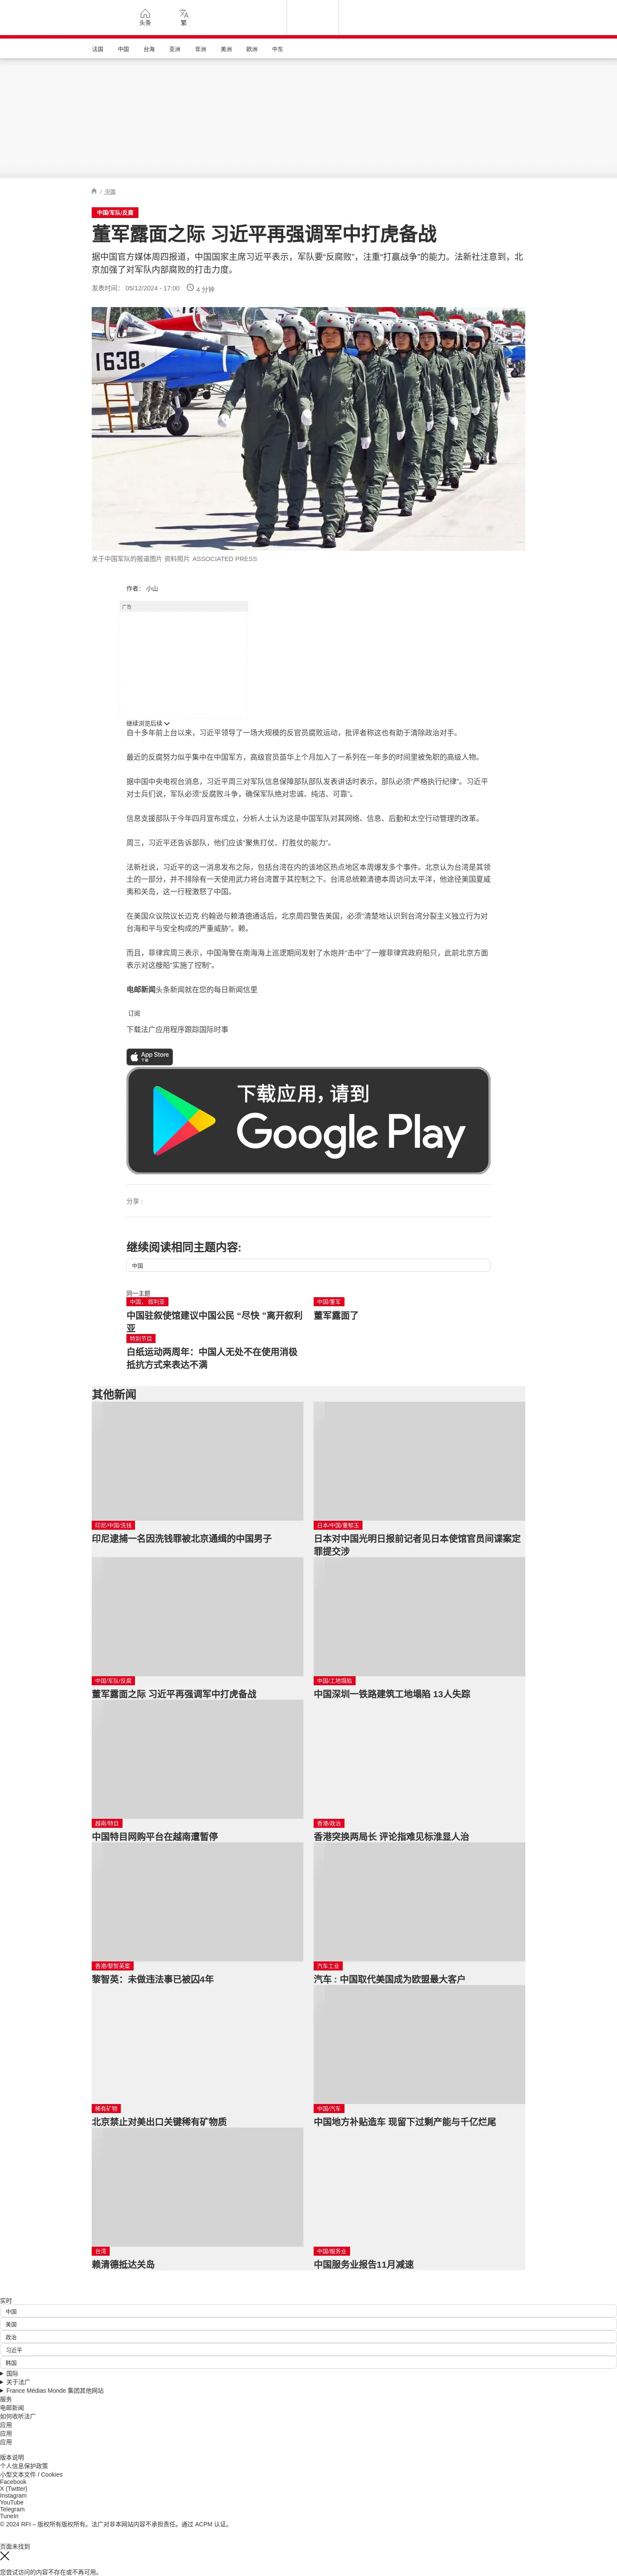 头条
繁
法国
中国
台海
亚洲
非洲
美洲
欧洲
中东
/ 中国
中国/军队/反腐
董军露面之际 习近平再强调军中打虎备战
据中国官方媒体周四报道，中国国家主席习近平表示，军队要“反腐败”，注重“打赢战争”的能力。法新社注意到，北
京加强了对军队内部腐败的打击力度。
发表时间： 05/12/2024 - 17:00
4 分钟
1638
关于中国军队的报道图片 资料照片 ASSOCIATED PRESS
作者： 小山
广告
继续浏览后续
自十多年前上台以来，习近平领导了一场大规模的反官员腐败运动，批评者称这也有助于清除政治对手。
最近的反腐努力似乎集中在中国军方，高级官员苗华上个月加入了一系列在一年多的时间里被免职的高级人物。
据中国中央电视台消息，习近平周三对军队信息保障部队部队发表讲话时表示，部队必须“严格执行纪律”。习近平
对士兵们说，军队必须“反腐败斗争，确保军队绝对忠诚、纯洁、可靠”。
信息支援部队于今年四月宣布成立，分析人士认为这是中国军队对其网络、信息、后勤和太空行动管理的改革。
周三，习近平还告诉部队，他们应该“聚焦打仗、打胜仗的能力”。
法新社说，习近平的这一消息发布之际，包括台湾在内的该地区热点地区本周爆发多个事件。北京认为台湾是其领
土的一部分，并不排除有一天使用武力将台湾置于其控制之下。台湾总统赖清德本周访问太平洋，他途径美国夏威
夷和关岛，这一行程激怒了中国。
在美国众议院议长迈克·约翰逊与赖清德通话后，北京周四警告美国，必须“清楚地认识到台湾分裂主义独立行为对
台海和平与安全构成的严重威胁”。赖。
而且，菲律宾周三表示，中国海警在南海海上巡逻期间发射了水炮并“击中”了一艘菲律宾政府船只，此前北京方面
表示对这艘船“实施了控制”。
电邮新闻头条新闻就在您的每日新闻信里
订阅
下载法广应用程序跟踪国际时事
App Store
下载
下载应用，请到
Google Play
分享 :
继续阅读相同主题内容:
中国
同一主题
中国、 叙利亚
中国驻叙使馆建议中国公民 “尽快 ”离开叙利
亚
中国/董军
董军露面了
特别节目
白纸运动两周年：中国人无处不在使用消极
抵抗方式来表达不满
其他新闻
印尼/中国/洗钱
印尼逮捕一名因洗钱罪被北京通缉的中国男子
日本/中国/董郁玉
日本对中国光明日报前记者见日本使馆官员间谍案定
罪提交涉
中国/军队/反腐
董军露面之际 习近平再强调军中打虎备战
中国/工地塌陷
中国深圳一铁路建筑工地塌陷 13人失踪
越南/特目
中国特目网购平台在越南遭暂停
香港/政治
香港突换两局长 评论指难见标淮显人治
香港/黎智英案
黎智英：未做违法事已被囚4年
汽车工业
汽车 : 中国取代美国成为欧盟最大客户
稀有矿物
北京禁止对美出口关键稀有矿物质
中国/汽车
中国地方补贴造车 现留下过剩产能与千亿烂尾
台湾
赖清德抵达关岛
中国/服务业
中国服务业报告11月减速
实时
中国
美国
政治
习近平
韩国
国际
关于法广
France Médias Monde 集团其他网站
服务
电邮新闻
如何收听法广
应用
应用
应用
版本说明
个人信息保护政策
小型文本文件 / Cookies
Facebook
X (Twitter)
Instagram
YouTube
Telegram
TuneIn
© 2024 RFI – 版权所有版权所有。法广对非本网站内容不承担责任。通过 ACPM 认证。
页面未找到
您尝试访问的内容不存在或不再可用。